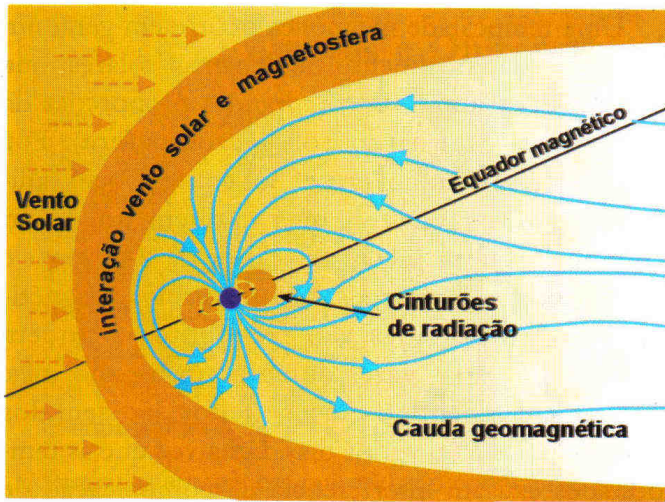 interação vento solar e magnetosfera
Equador magnético
Vento
Solar
Cinturões
de radiação
Cauda geomagnética